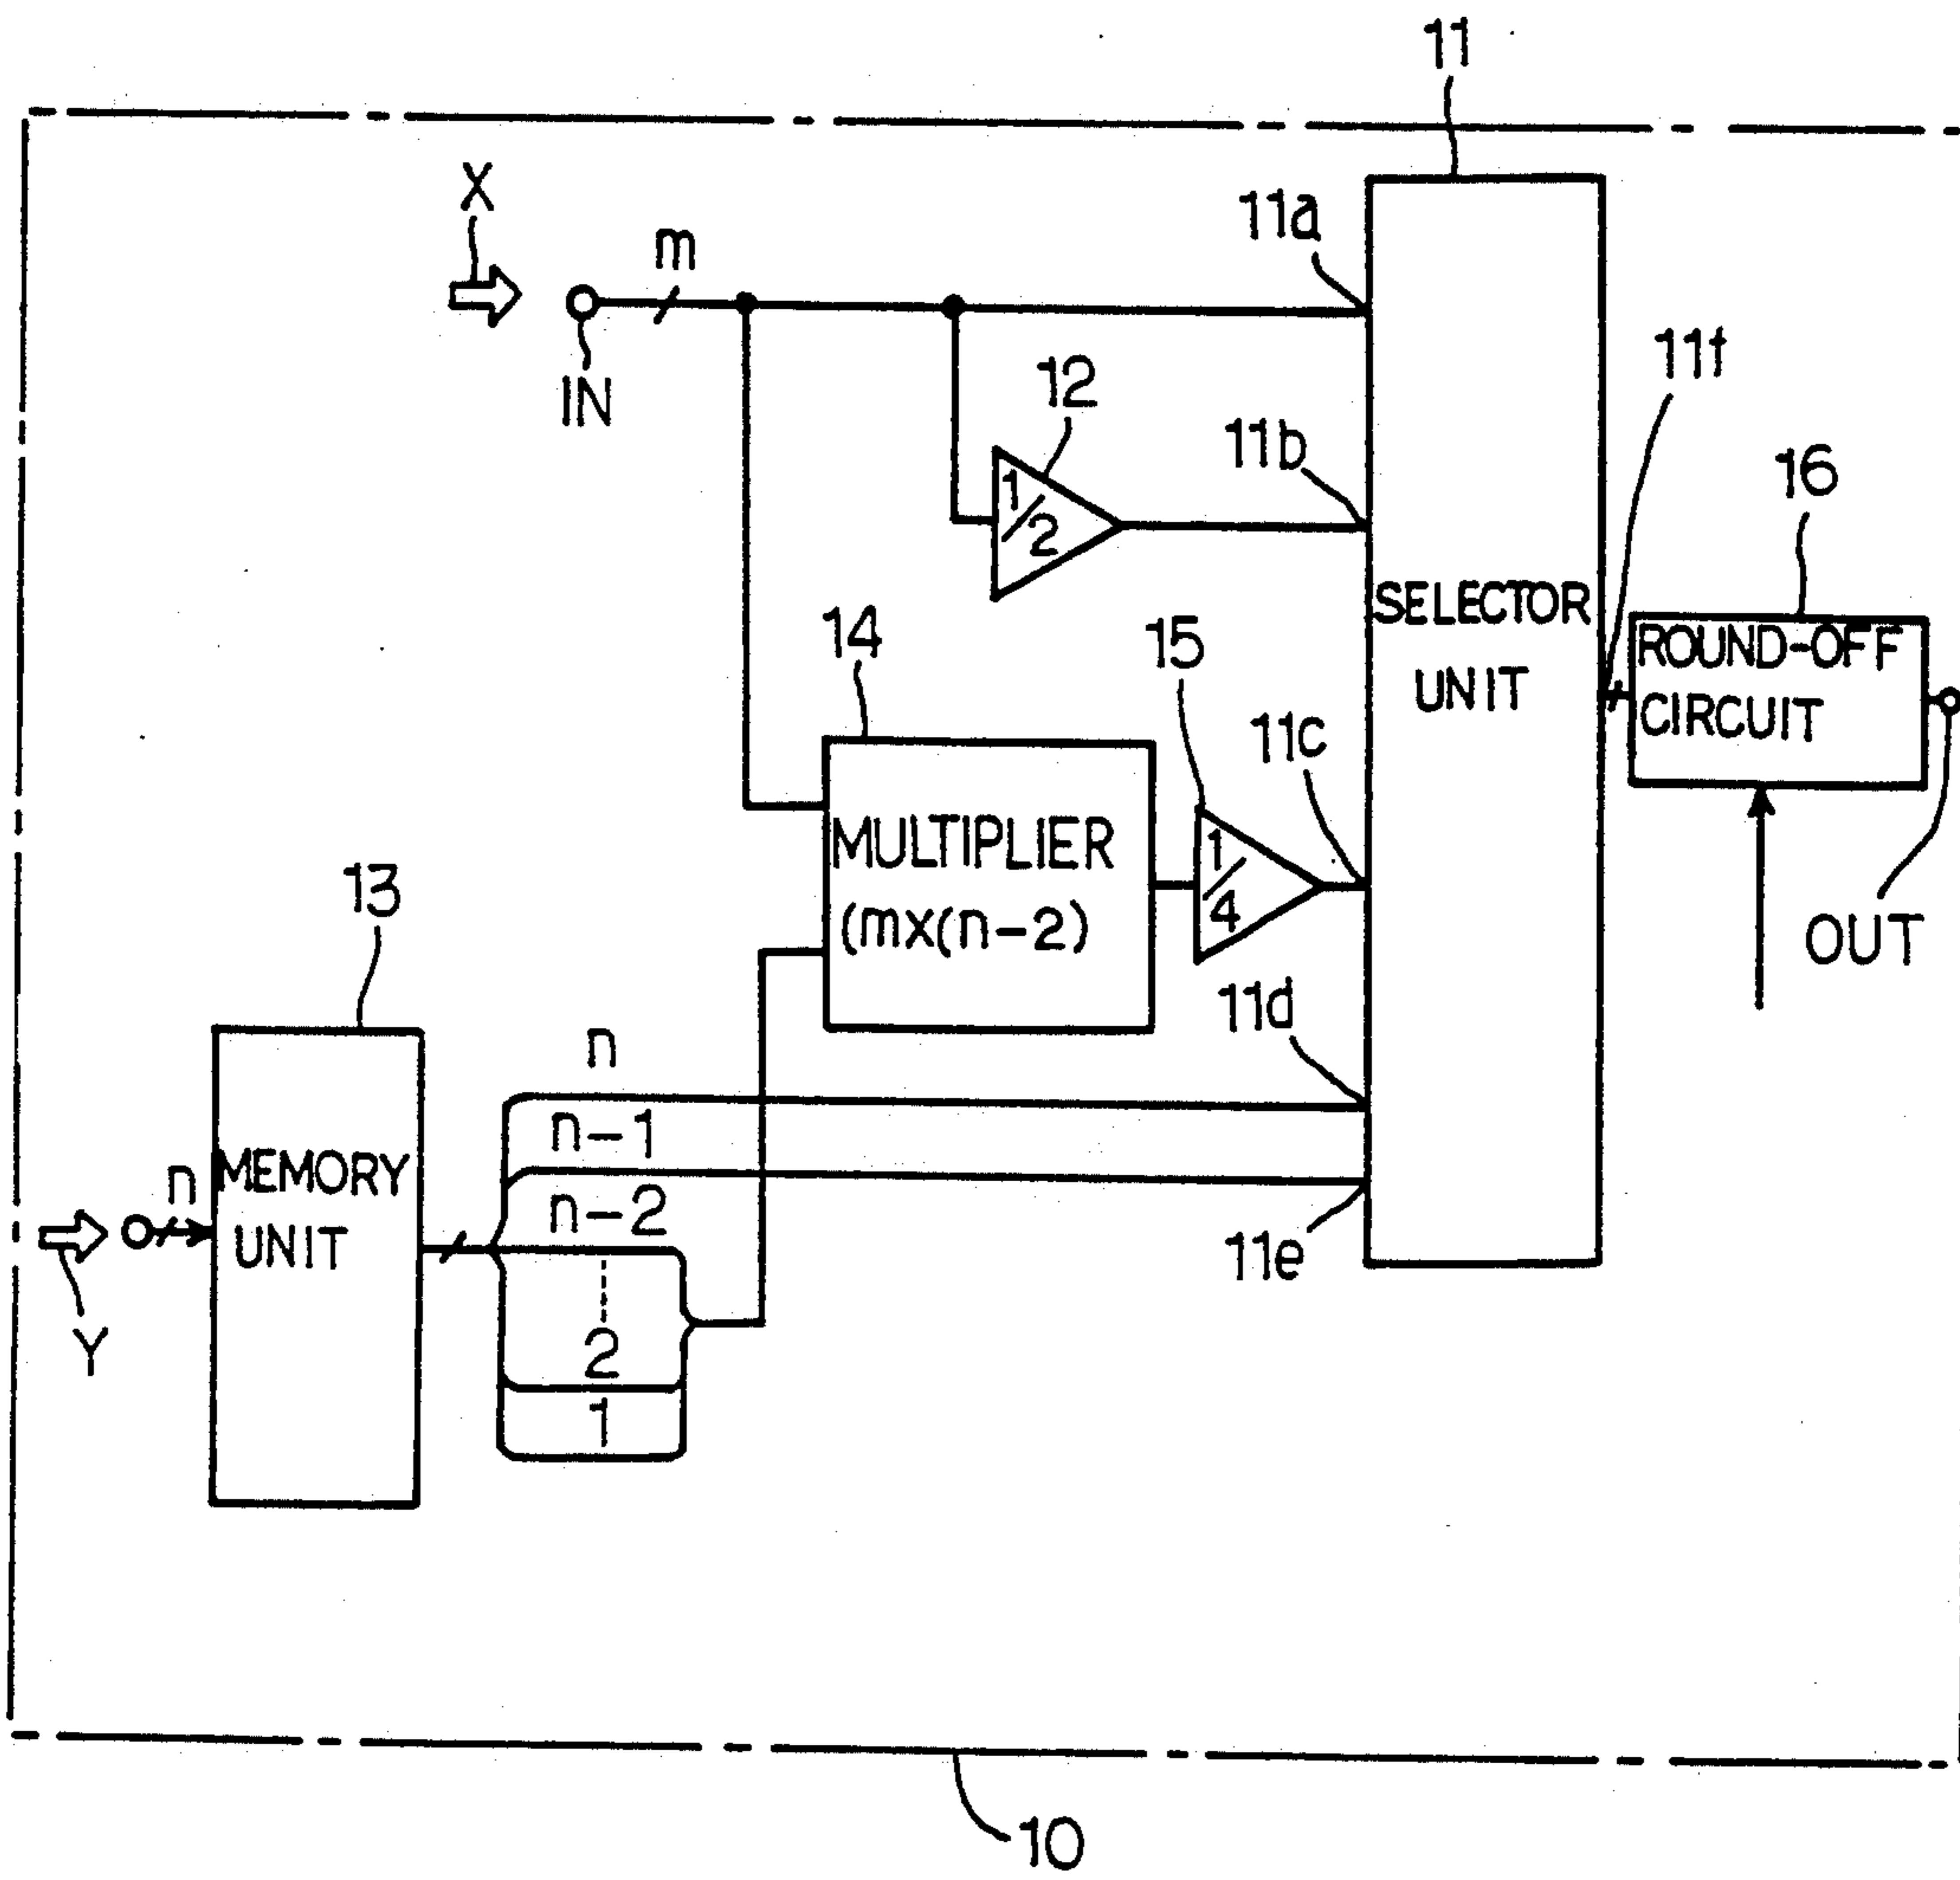 11
X
m
11a
IN
12
11b
1/2
11f
16
SELECTOR
UNIT
ROUND-OFF
CIRCUIT
14
15
11c
MULTIPLIER
(mx(n-2)
1/4
OUT
13
11d
n
n-1
n-2
n
MEMORY
UNIT
11e
2
1
Y
10